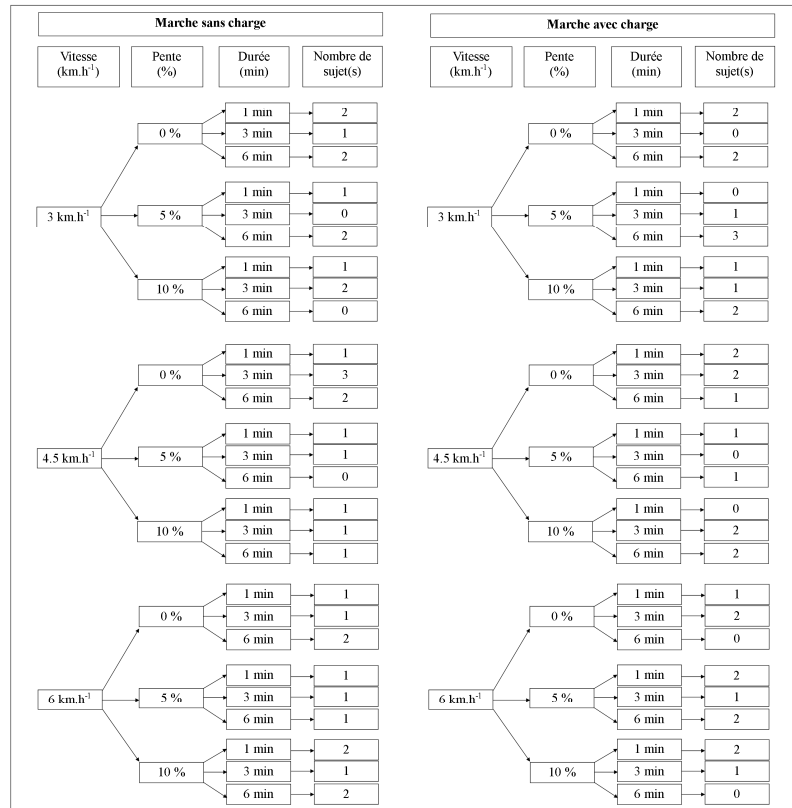 Marche sans charge
Vitesse (km.h-1) Pente (%) Durée (min) Nombre de sujet(s)
3 km.h-1
0 %
1 min 2
3 min 1
6 min 2
5 %
1 min 1
3 min 0
6 min 2
10 %
1 min 1
3 min 2
6 min 0
4.5 km.h-1
0 %
1 min 1
3 min 3
6 min 2
5 %
1 min 1
3 min 1
6 min 0
10 %
1 min 1
3 min 1
6 min 1
6 km.h-1
0 %
1 min 1
3 min 1
6 min 2
5 %
1 min 1
3 min 1
6 min 1
10 %
1 min 2
3 min 1
6 min 2
Marche avec charge
Vitesse (km.h-1) Pente (%) Durée (min) Nombre de sujet(s)
3 km.h-1
0 %
1 min 2
3 min 0
6 min 2
5 %
1 min 0
3 min 1
6 min 3
10 %
1 min 1
3 min 1
6 min 2
4.5 km.h-1
0 %
1 min 2
3 min 2
6 min 1
5 %
1 min 1
3 min 0
6 min 1
10 %
1 min 0
3 min 2
6 min 2
6 km.h-1
0 %
1 min 1
3 min 2
6 min 0
5 %
1 min 2
3 min 1
6 min 2
10 %
1 min 2
3 min 1
6 min 0